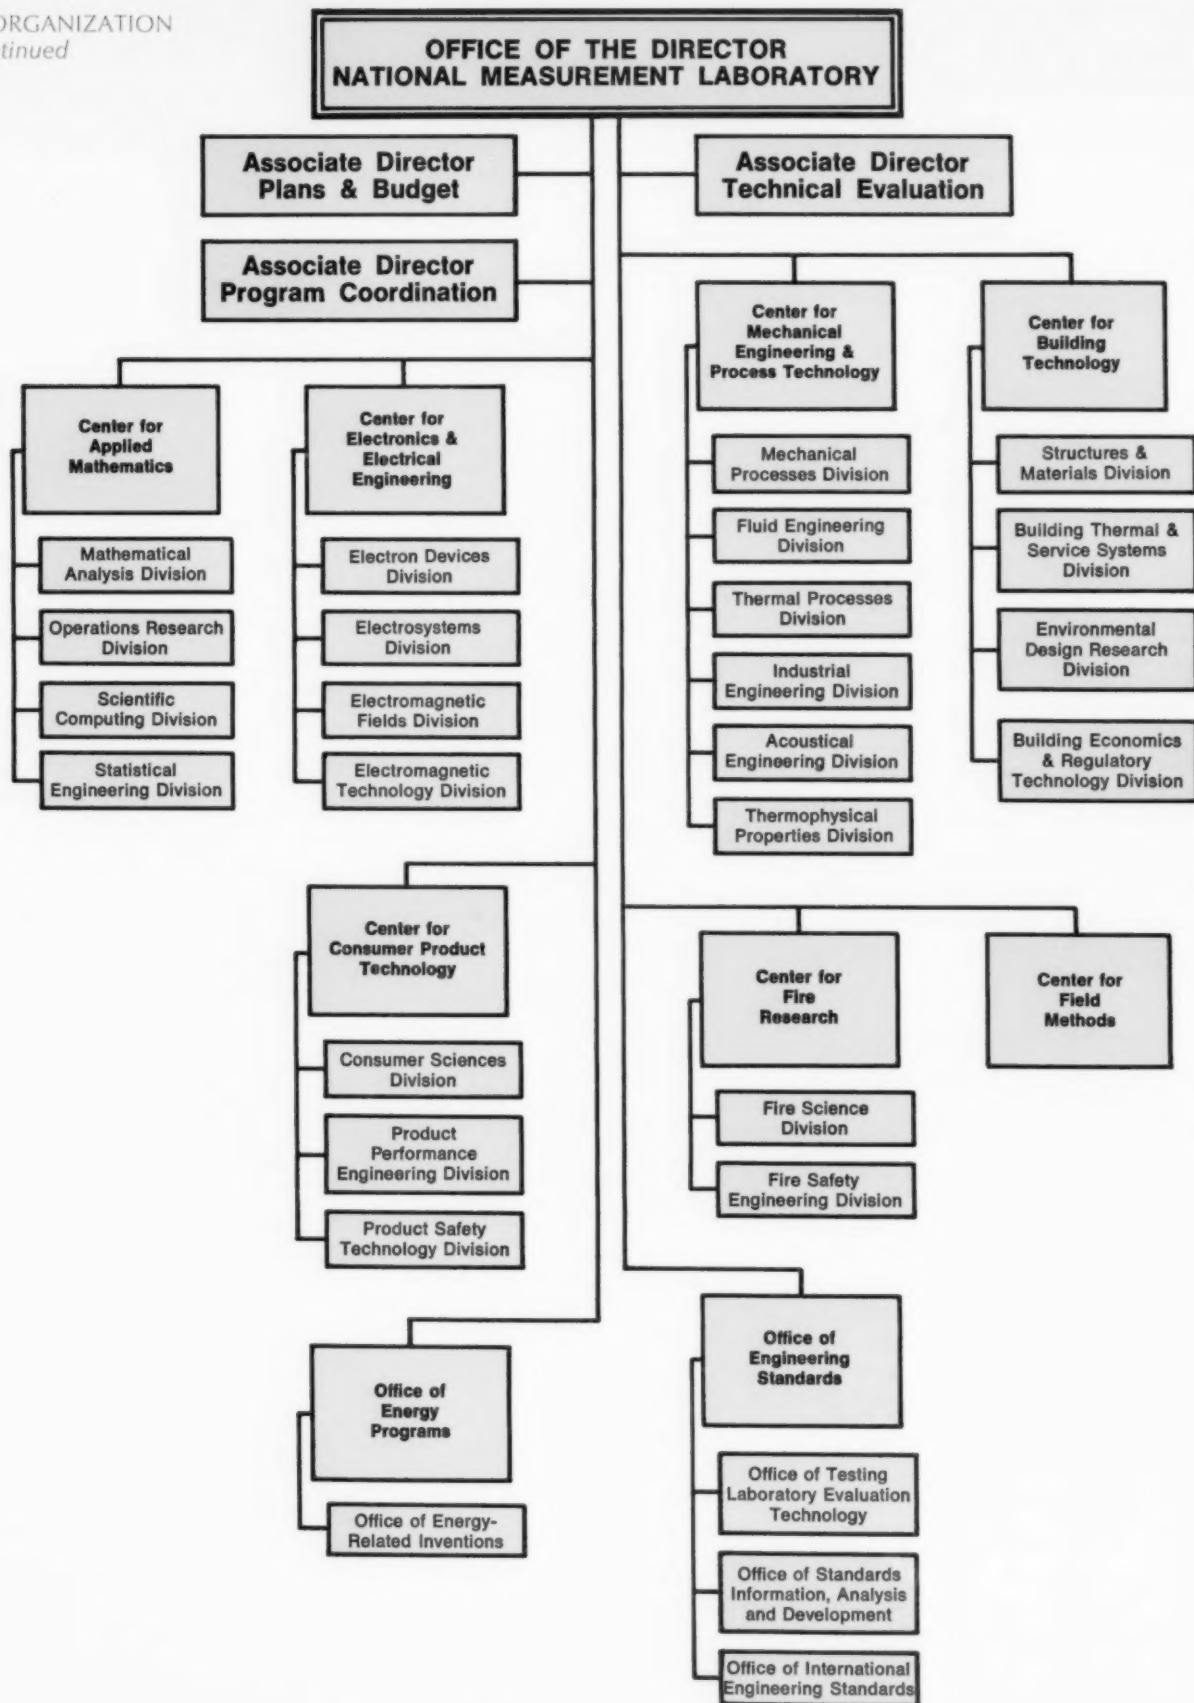 ORGANIZATION
tinued
OFFICE OF THE DIRECTOR
NATIONAL MEASUREMENT LABORATORY
Associate Director
Plans & Budget
Associate Director
Technical Evaluation
Associate Director
Program Coordination
Center for
Mechanical
Engineering &
Process Technology
Center for
Building
Technology
Center for
Applied
Mathematics
Center for
Electronics &
Electrical
Engineering
Mechanical
Processes Division
Fluid Engineering
Division
Thermal Processes
Division
Industrial
Engineering Division
Acoustical
Engineering Division
Thermophysical
Properties Division
Structures &
Materials Division
Building Thermal &
Service Systems
Division
Environmental
Design Research
Division
Building Economics
& Regulatory
Technology Division
Mathematical
Analysis Division
Operations Research
Division
Scientific
Computing Division
Statistical
Engineering Division
Electron Devices
Division
Electrosystems
Division
Electromagnetic
Fields Division
Electromagnetic
Technology Division
Center for
Consumer Product
Technology
Consumer Sciences
Division
Product
Performance
Engineering Division
Product Safety
Technology Division
Center for
Fire
Research
Center for
Field
Methods
Fire Science
Division
Fire Safety
Engineering Division
Office of
Energy
Programs
Office of Energy-
Related Inventions
Office of
Engineering
Standards
Office of Testing
Laboratory Evaluation
Technology
Office of Standards
Information, Analysis
and Development
Office of International
Engineering Standards